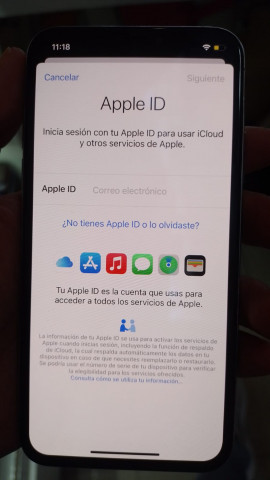 11:18
Cancelar
Siguiente
Apple ID
Inicia sesión con tu Apple ID para usar iCloud
y otros servicios de Apple.
Apple ID
Correo electrónico
¿No tienes Apple ID o lo olvidaste?
Tu Apple ID es la cuenta que usas para
acceder a todos los servicios de Apple.
La información de tu Apple ID se usa para activar los servicios de
Apple cuando inicias sesión, incluyendo la función de respaldo
de iCloud, la cual respalda automáticamente los datos en tu
dispositivo en caso de que necesites reemplazarlo o restaurarlo.
Se podría usar el número de serie de tu dispositivo para verificar
la elegibilidad para los servicios ofrecidos.
Consulta cómo se utiliza tu información...